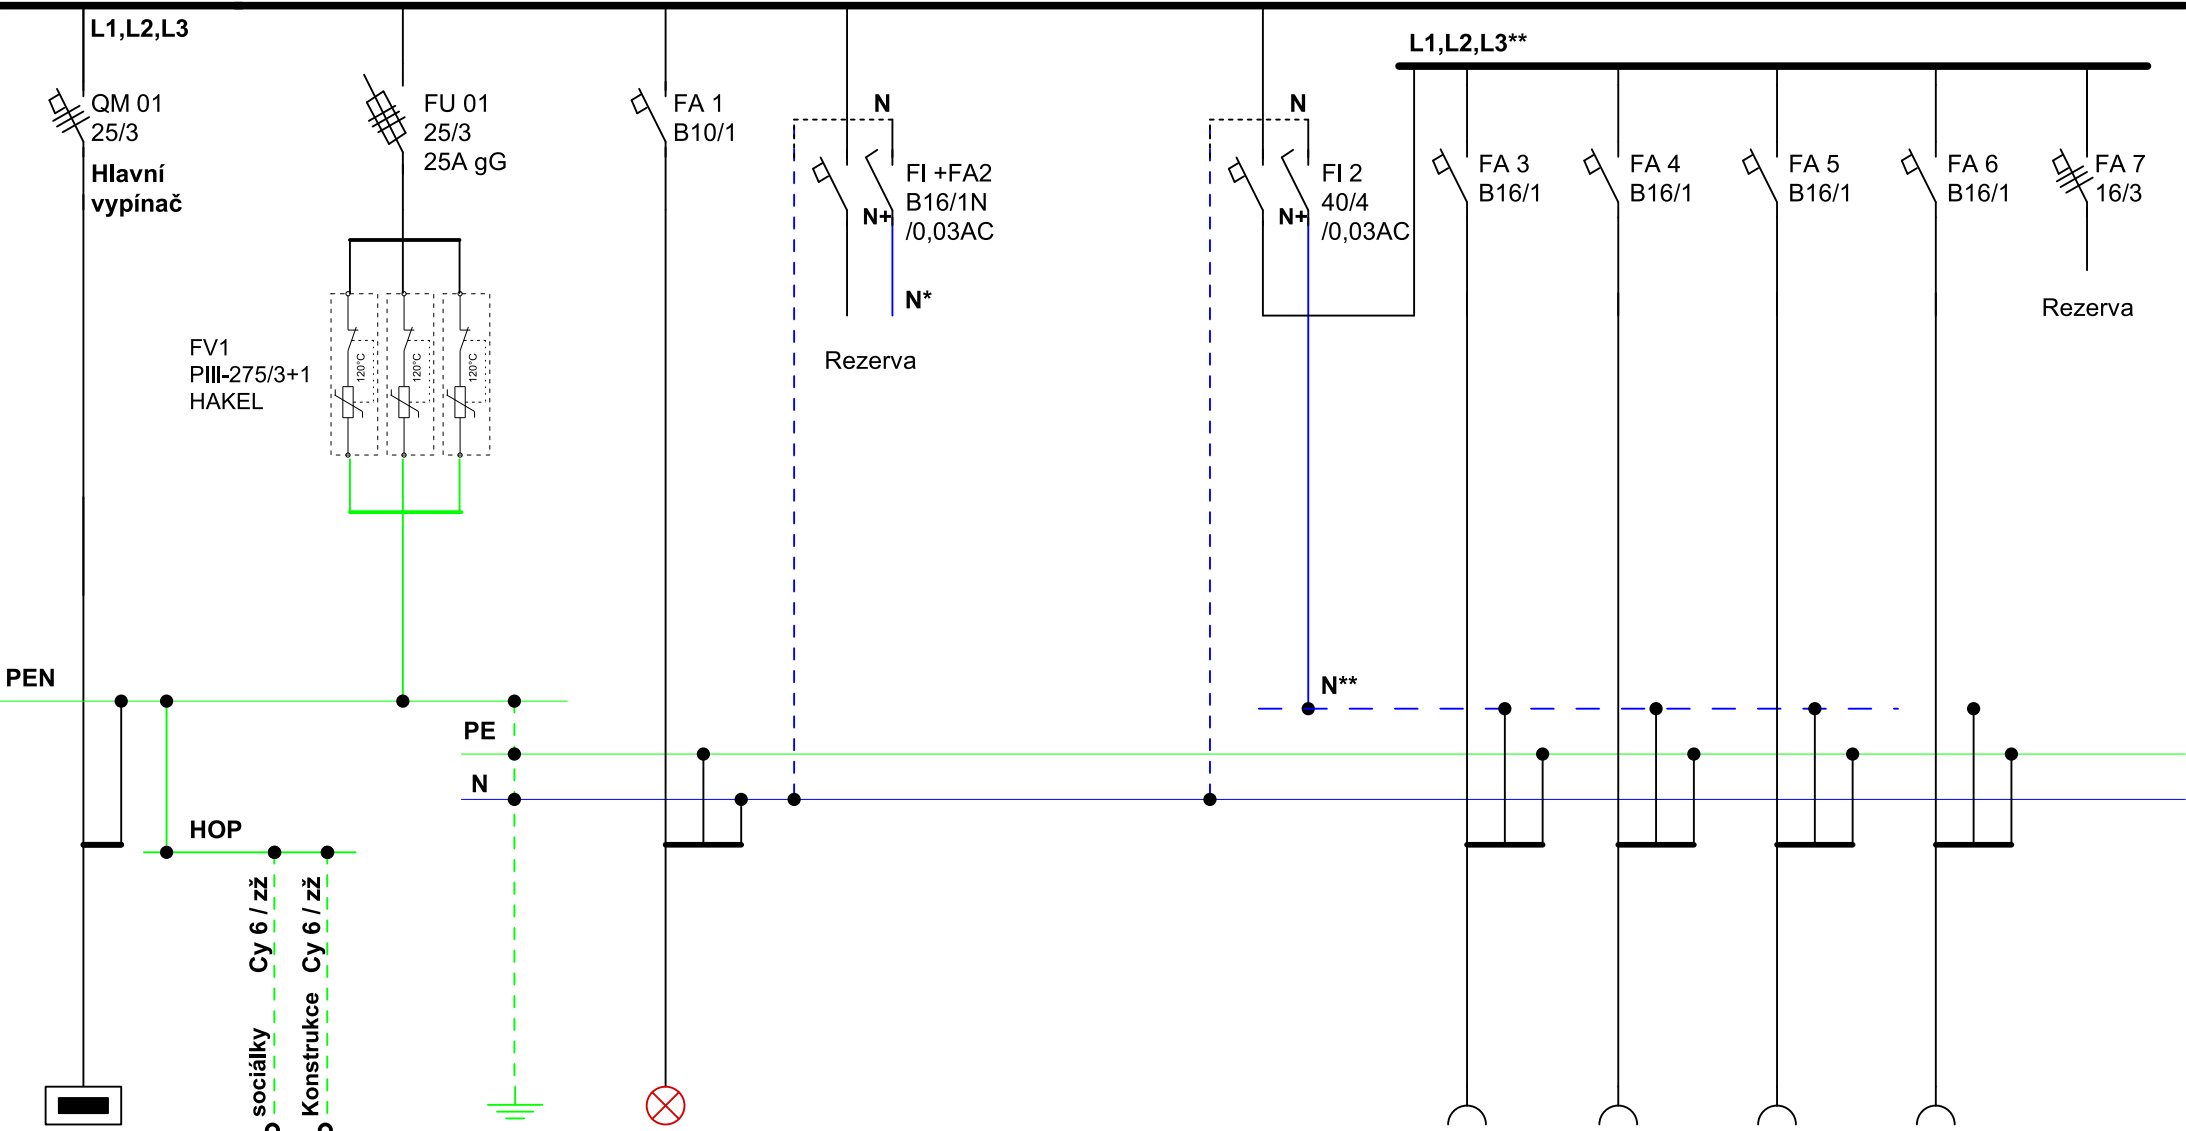 L1,L2,L3
QM 01
25/3
Hlavní
vypínač
FU 01
25/3
25A gG
FA 1
B10/1
N
FI +FA2
B16/1N
/0,03AC
N+
N*
Rezerva
N
FI 2
40/4
/0,03AC
N+
L1,L2,L3**
FA 3
B16/1
FA 4
B16/1
FA 5
B16/1
FA 6
B16/1
FA 7
16/3
Rezerva
FV1
PIII-275/3+1
HAKEL
120°C
120°C
120°C
PEN
PE
N
N**
HOP
sociálky Cy 6 / zž
Konstrukce Cy 6 / zž